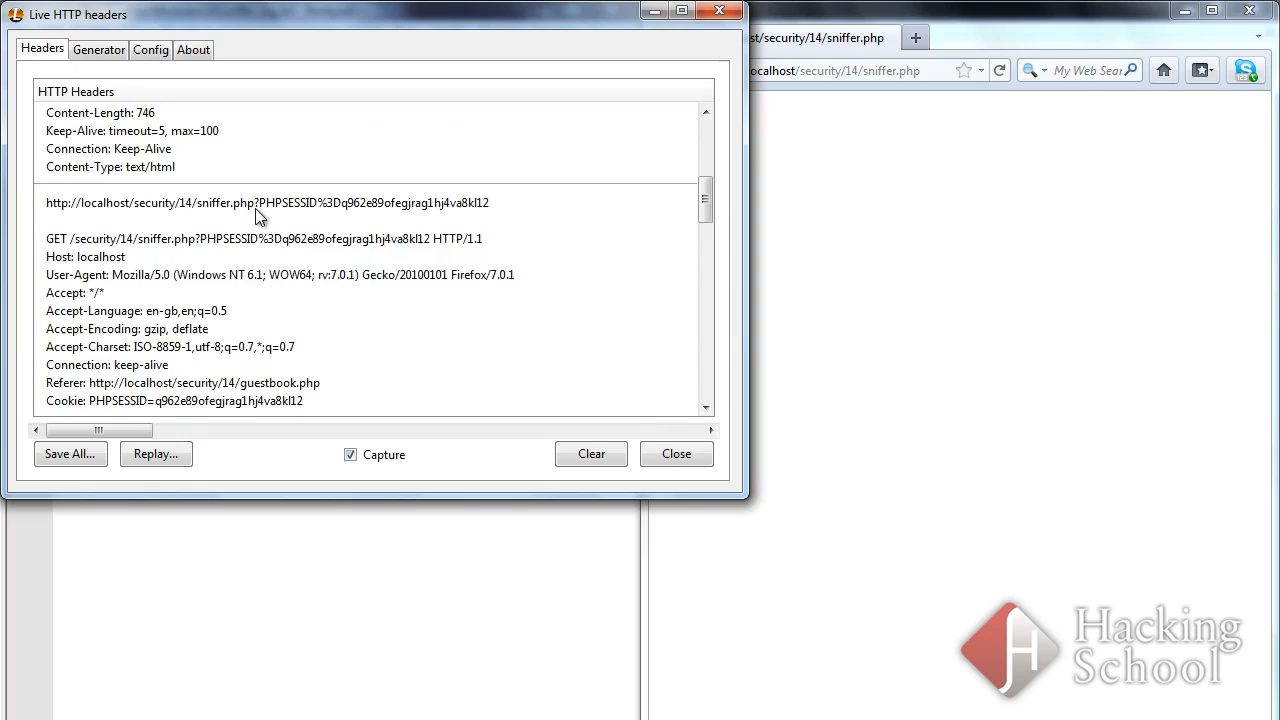 Live HTTP headers
Headers Generator Config About
HTTP Headers
Content-Length: 746
Keep-Alive: timeout=5, max=100
Connection: Keep-Alive
Content-Type: text/html
http://localhost/security/14/sniffer.php?PHPSESSID%3Dq962e89ofegjrag1hj4va8kl12
GET /security/14/sniffer.php?PHPSESSID%3Dq962e89ofegjrag1hj4va8kl12 HTTP/1.1
Host: localhost
User-Agent: Mozilla/5.0 (Windows NT 6.1; WOW64; rv:7.0.1) Gecko/20100101 Firefox/7.0.1
Accept: */*
Accept-Language: en-gb,en;q=0.5
Accept-Encoding: gzip, deflate
Accept-Charset: ISO-8859-1,utf-8;q=0.7,*;q=0.7
Connection: keep-alive
Referer: http://localhost/security/14/guestbook.php
Cookie: PHPSESSID=q962e89ofegjrag1hj4va8kl12
Save All... Replay... Capture Clear Close
st/security/14/sniffer.php
ocalhost/security/14/sniffer.php My Web Sear
Hacking
School